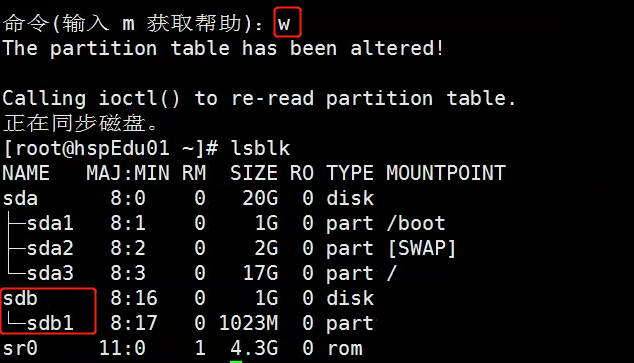 命令(输入 m 获取帮助)：w
The partition table has been altered!
Calling ioctl() to re-read partition table.
正在同步磁盘。
[root@hspEdu01 ~]# lsblk
NAME   MAJ:MIN RM  SIZE RO TYPE MOUNTPOINT
sda      8:0    0   20G  0 disk
├─sda1   8:1    0    1G  0 part /boot
├─sda2   8:2    0    2G  0 part [SWAP]
└─sda3   8:3    0   17G  0 part /
sdb      8:16   0    1G  0 disk
└─sdb1   8:17   0 1023M  0 part
sr0     11:0    1  4.3G  0 rom